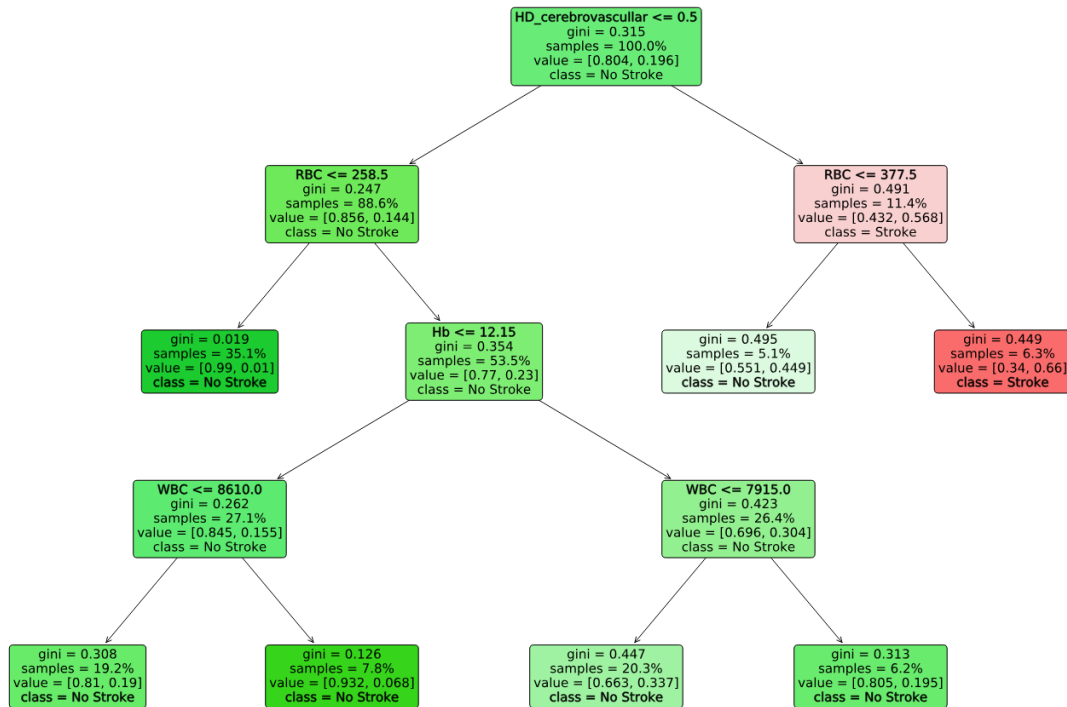 HD_cerebrovascullar <= 0.5
gini = 0.315
samples = 100.0%
value = [0.804, 0.196]
class = No Stroke
RBC <= 258.5
gini = 0.247
samples = 88.6%
value = [0.856, 0.144]
class = No Stroke
RBC <= 377.5
gini = 0.491
samples = 11.4%
value = [0.432, 0.568]
class = Stroke
gini = 0.019
samples = 35.1%
value = [0.99, 0.01]
class = No Stroke
Hb <= 12.15
gini = 0.354
samples = 53.5%
value = [0.77, 0.23]
class = No Stroke
gini = 0.495
samples = 5.1%
value = [0.551, 0.449]
class = No Stroke
gini = 0.449
samples = 6.3%
value = [0.34, 0.66]
class = Stroke
WBC <= 8610.0
gini = 0.262
samples = 27.1%
value = [0.845, 0.155]
class = No Stroke
WBC <= 7915.0
gini = 0.423
samples = 26.4%
value = [0.696, 0.304]
class = No Stroke
gini = 0.308
samples = 19.2%
value = [0.81, 0.19]
class = No Stroke
gini = 0.126
samples = 7.8%
value = [0.932, 0.068]
class = No Stroke
gini = 0.447
samples = 20.3%
value = [0.663, 0.337]
class = No Stroke
gini = 0.313
samples = 6.2%
value = [0.805, 0.195]
class = No Stroke